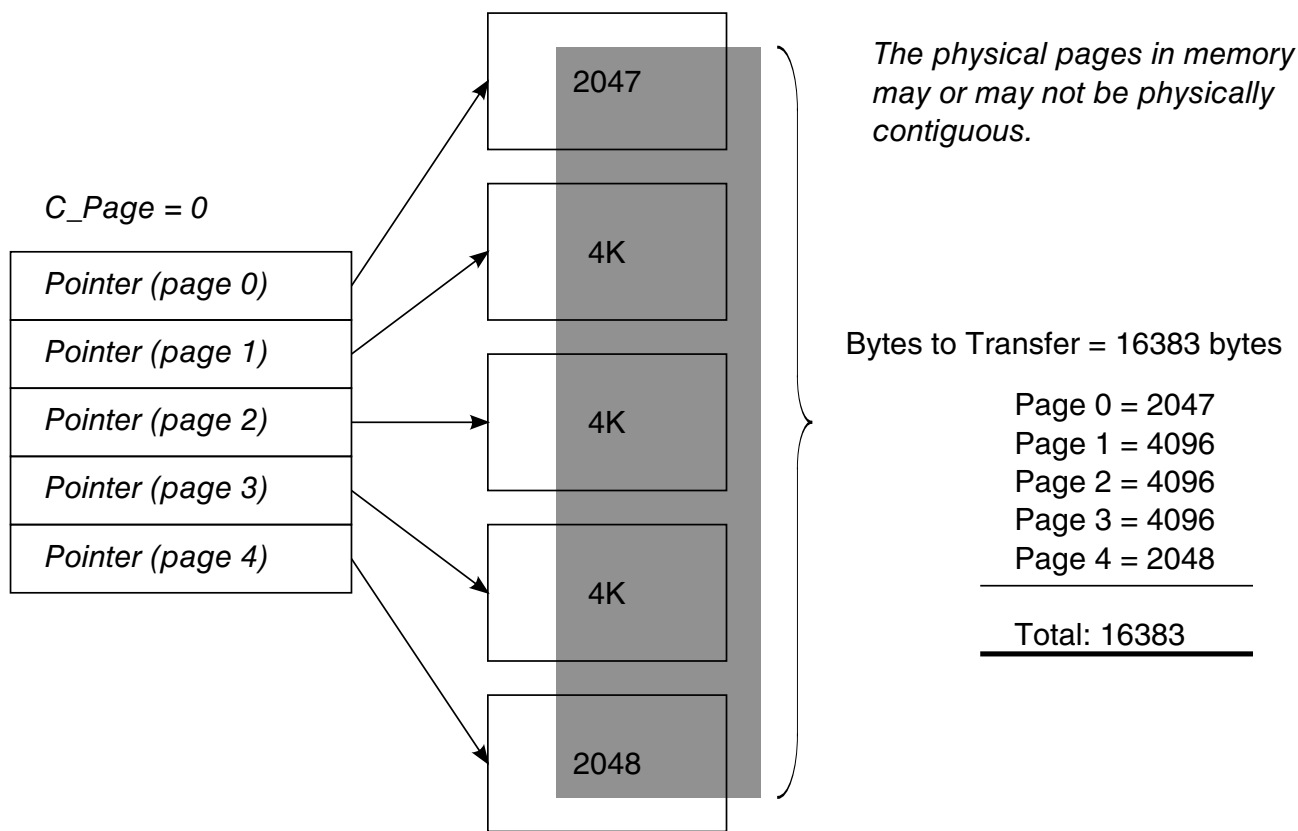 The physical pages in memory
may or may not be physically
contiguous.
C_Page = 0
Pointer (page 0)
Pointer (page 1)
Pointer (page 2)
Pointer (page 3)
Pointer (page 4)
2047
4K
4K
4K
2048
Bytes to Transfer = 16383 bytes
Page 0 = 2047
Page 1 = 4096
Page 2 = 4096
Page 3 = 4096
Page 4 = 2048
Total: 16383